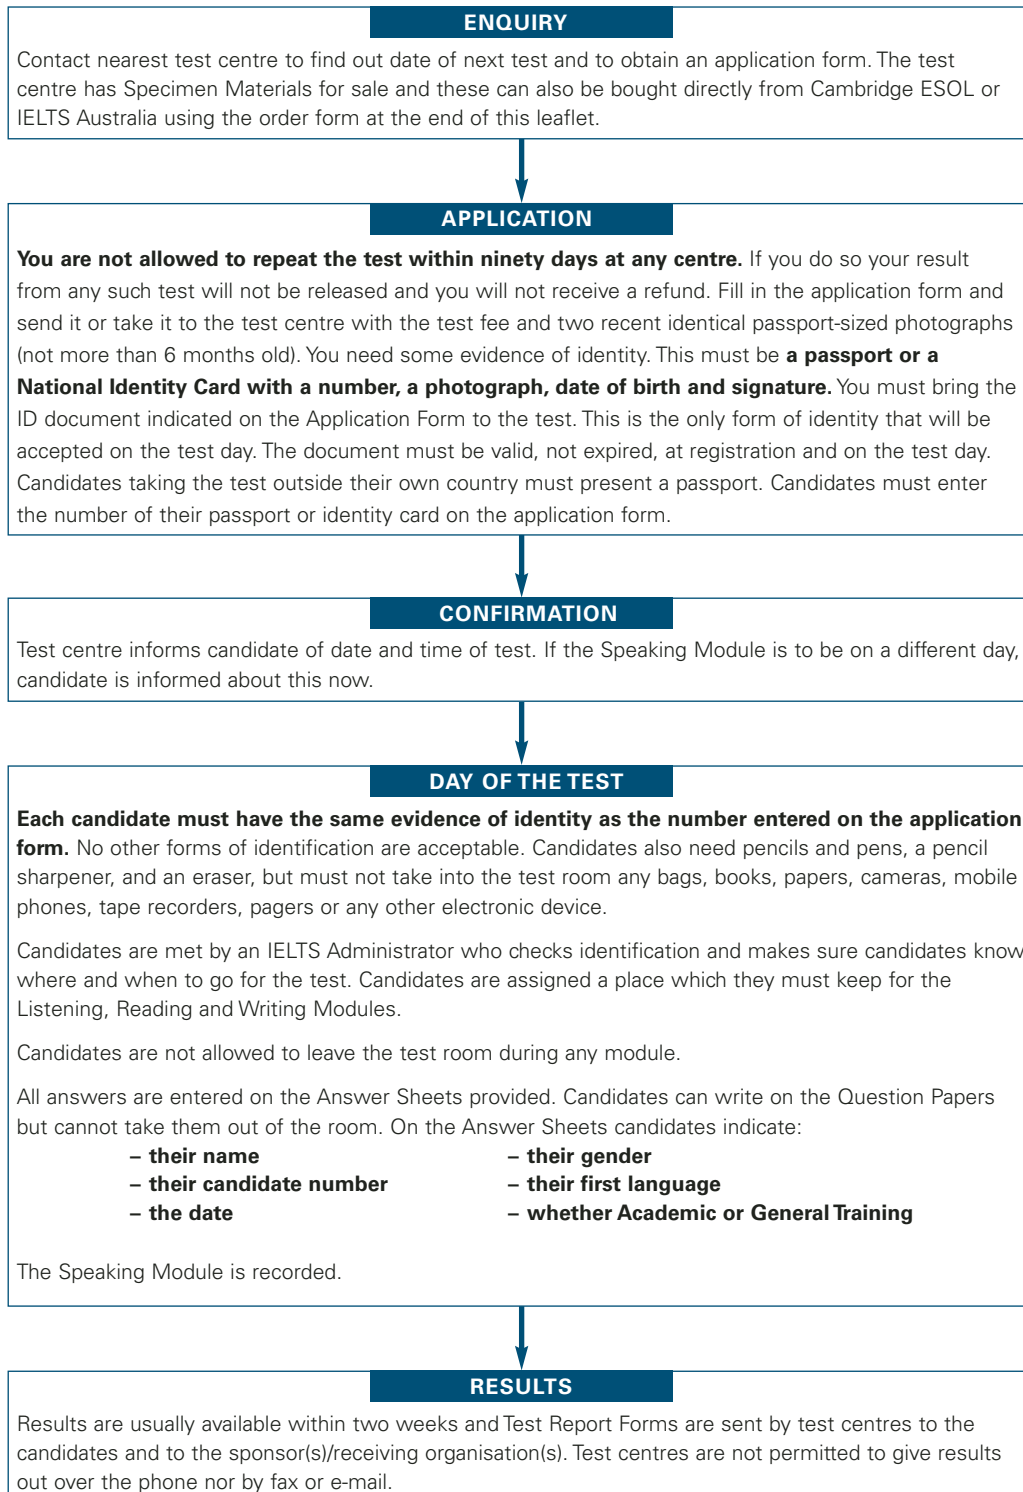 ENQUIRY
Contact nearest test centre to find out date of next test and to obtain an application form. The test
centre has Specimen Materials for sale and these can also be bought directly from Cambridge ESOL or
IELTS Australia using the order form at the end of this leaflet.
APPLICATION
You are not allowed to repeat the test within ninety days at any centre. If you do so your result
from any such test will not be released and you will not receive a refund. Fill in the application form and
send it or take it to the test centre with the test fee and two recent identical passport-sized photographs
(not more than 6 months old). You need some evidence of identity. This must be a passport or a
National Identity Card with a number, a photograph, date of birth and signature. You must bring the
ID document indicated on the Application Form to the test. This is the only form of identity that will be
accepted on the test day. The document must be valid, not expired, at registration and on the test day.
Candidates taking the test outside their own country must present a passport. Candidates must enter
the number of their passport or identity card on the application form.
CONFIRMATION
Test centre informs candidate of date and time of test. If the Speaking Module is to be on a different day,
candidate is informed about this now.
DAY OF THE TEST
Each candidate must have the same evidence of identity as the number entered on the application
form. No other forms of identification are acceptable. Candidates also need pencils and pens, a pencil
sharpener, and an eraser, but must not take into the test room any bags, books, papers, cameras, mobile
phones, tape recorders, pagers or any other electronic device.
Candidates are met by an IELTS Administrator who checks identification and makes sure candidates know
where and when to go for the test. Candidates are assigned a place which they must keep for the
Listening, Reading and Writing Modules.
Candidates are not allowed to leave the test room during any module.
All answers are entered on the Answer Sheets provided. Candidates can write on the Question Papers
but cannot take them out of the room. On the Answer Sheets candidates indicate:
– their name – their gender
– their candidate number – their first language
– the date – whether Academic or General Training
The Speaking Module is recorded.
RESULTS
Results are usually available within two weeks and Test Report Forms are sent by test centres to the
candidates and to the sponsor(s)/receiving organisation(s). Test centres are not permitted to give results
out over the phone nor by fax or e-mail.